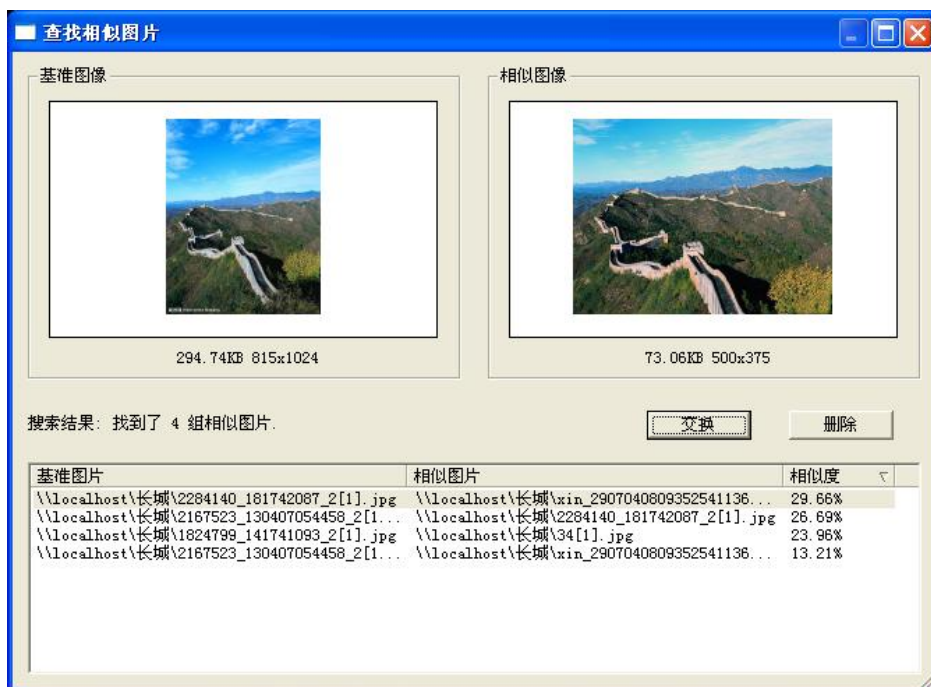 查找相似图片
基准图像
相似图像
294.74KB 815x1024
73.06KB 500x375
搜索结果: 找到了 4 组相似图片.
交换
删除
基准图片 相似图片 相似度
\\localhost\长城\2284140_181742087_2[1].jpg \\localhost\长城\xin_2907040809352541136... 29.66%
\\localhost\长城\2167523_130407054458_2[1... \\localhost\长城\2284140_181742087_2[1].jpg 26.69%
\\localhost\长城\1824799_141741093_2[1].jpg \\localhost\长城\34[1].jpg 23.96%
\\localhost\长城\2167523_130407054458_2[1... \\localhost\长城\xin_2907040809352541136... 13.21%